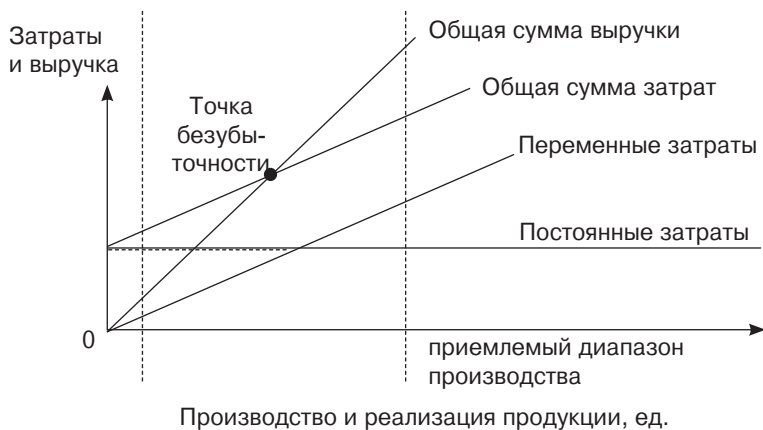 Затраты
и выручка
Общая сумма выручки
Общая сумма затрат
Точка
безубы-
точности
Переменные затраты
Постоянные затраты
0
приемлемый диапазон
производства
Производство и реализация продукции, ед.